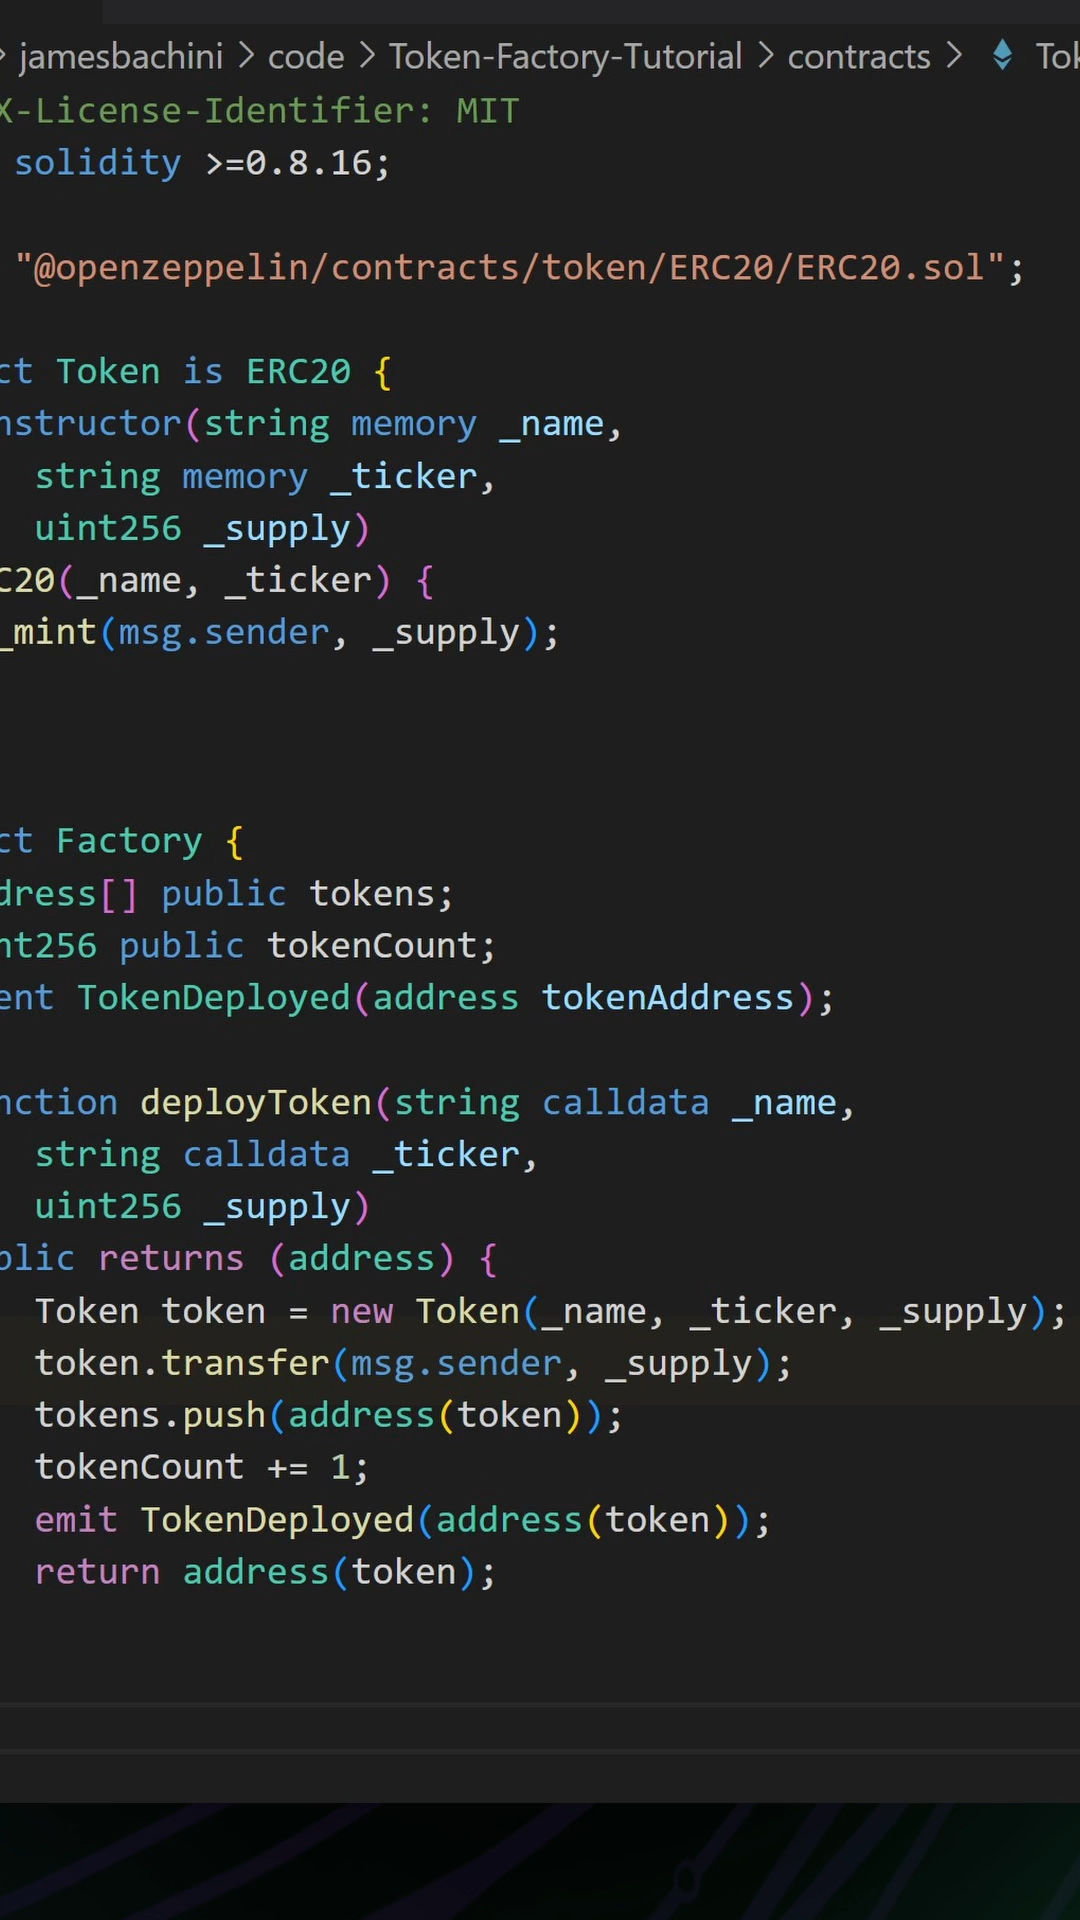 jamesbachini > code > Token-Factory-Tutorial > contracts > Tok
X-License-Identifier: MIT
solidity >=0.8.16;
"@openzeppelin/contracts/token/ERC20/ERC20.sol";
ct Token is ERC20 {
nstructor(string memory _name,
string memory _ticker,
uint256 _supply)
C20(_name, _ticker) {
_mint(msg.sender, _supply);
ct Factory {
dress[] public tokens;
nt256 public tokenCount;
ent TokenDeployed(address tokenAddress);
nction deployToken(string calldata _name,
string calldata _ticker,
uint256 _supply)
blic returns (address) {
Token token = new Token(_name, _ticker, _supply);
token.transfer(msg.sender, _supply);
tokens.push(address(token));
tokenCount += 1;
emit TokenDeployed(address(token));
return address(token);